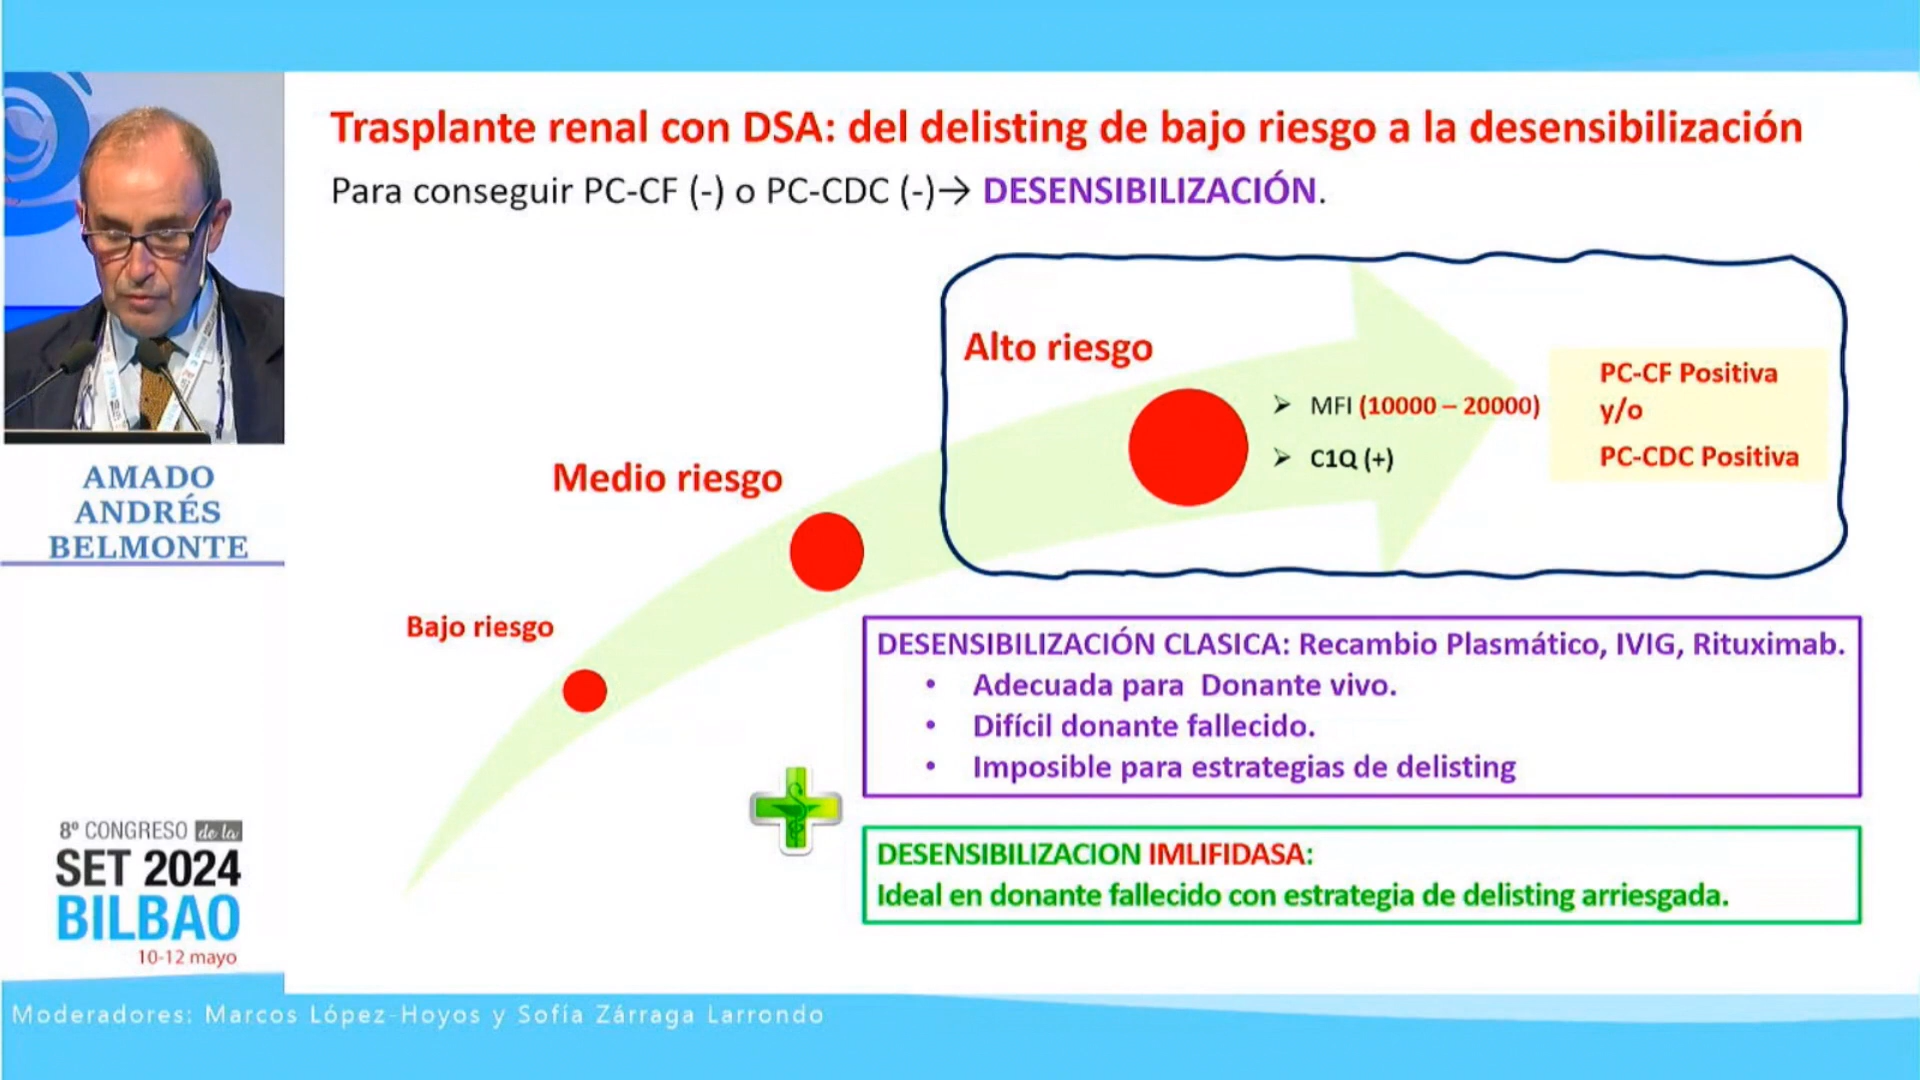 Trasplante renal con DSA: del delisting de bajo riesgo a la desensibilización
Para conseguir PC-CF (-) o PC-CDC (-)→ DESENSIBILIZACIÓN.
Alto riesgo
➢ MFI (10000 – 20000)
➢ C1Q (+)
PC-CF Positiva
y/o
PC-CDC Positiva
Medio riesgo
Bajo riesgo
DESENSIBILIZACIÓN CLASICA: Recambio Plasmático, IVIG, Rituximab.
• Adecuada para Donante vivo.
• Difícil donante fallecido.
• Imposible para estrategias de delisting
DESENSIBILIZACION IMLIFIDASA:
Ideal en donante fallecido con estrategia de delisting arriesgada.
AMADO
ANDRÉS
BELMONTE
8º CONGRESO de la
SET 2024
BILBAO
10-12 mayo
Moderadores: Marcos López-Hoyos y Sofía Zárraga Larrondo